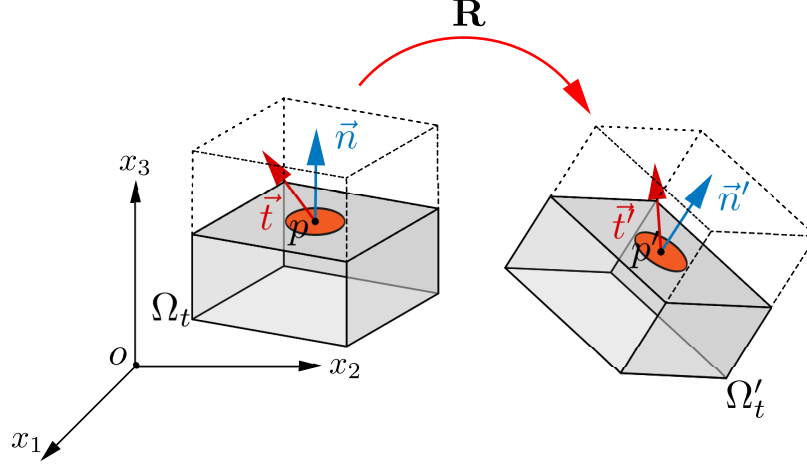 R
n⃗
n⃗′
x₃
t⃗
t⃗′
p
p′
Ωₜ
o
x₂
Ω′ₜ
x₁